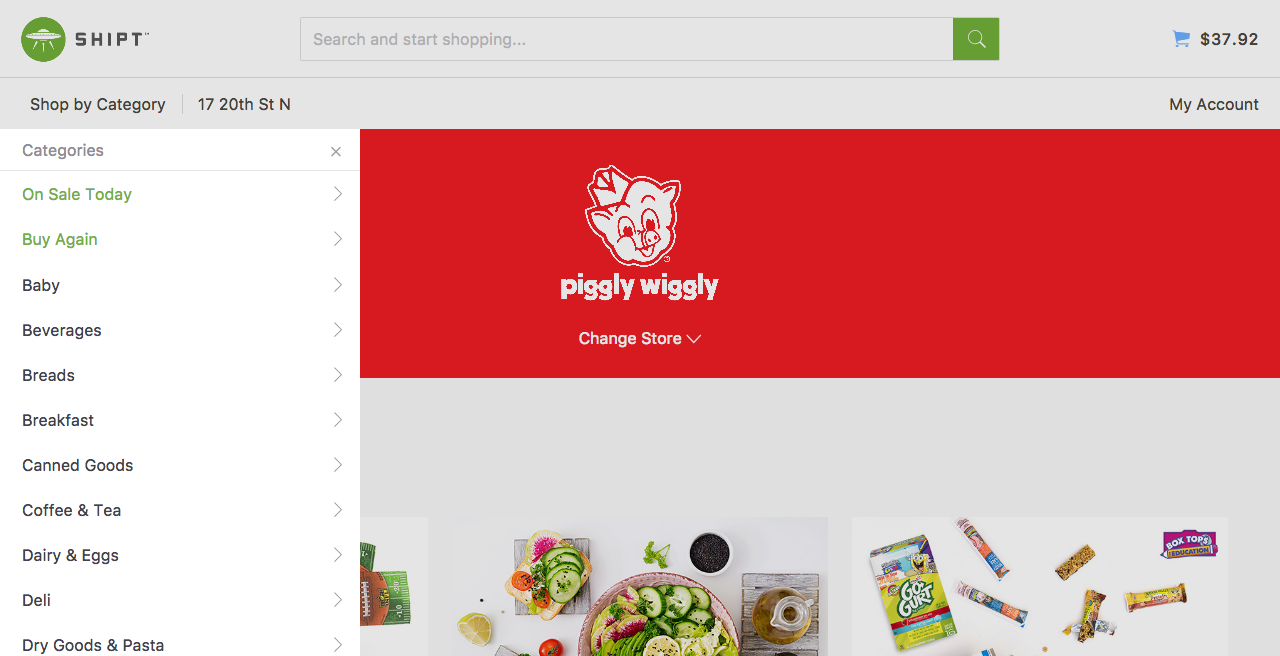 SHIPT™
Search and start shopping...
$37.92
Shop by Category
17 20th St N
My Account
Categories
On Sale Today
Buy Again
Baby
Beverages
Breads
Breakfast
Canned Goods
Coffee & Tea
Dairy & Eggs
Deli
Dry Goods & Pasta
piggly wiggly
®
Change Store
BOX TOPS
EDUCATION
GO-GURT